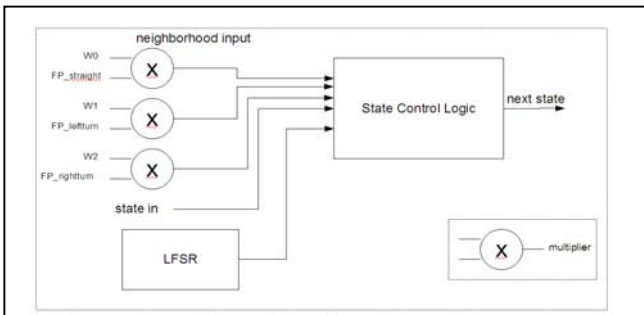 neighborhood input
W0
X
FP_straight
W1
X
FP_leftturn
W2
X
FP_rightturn
State Control Logic
next state
state in
LFSR
X
multiplier